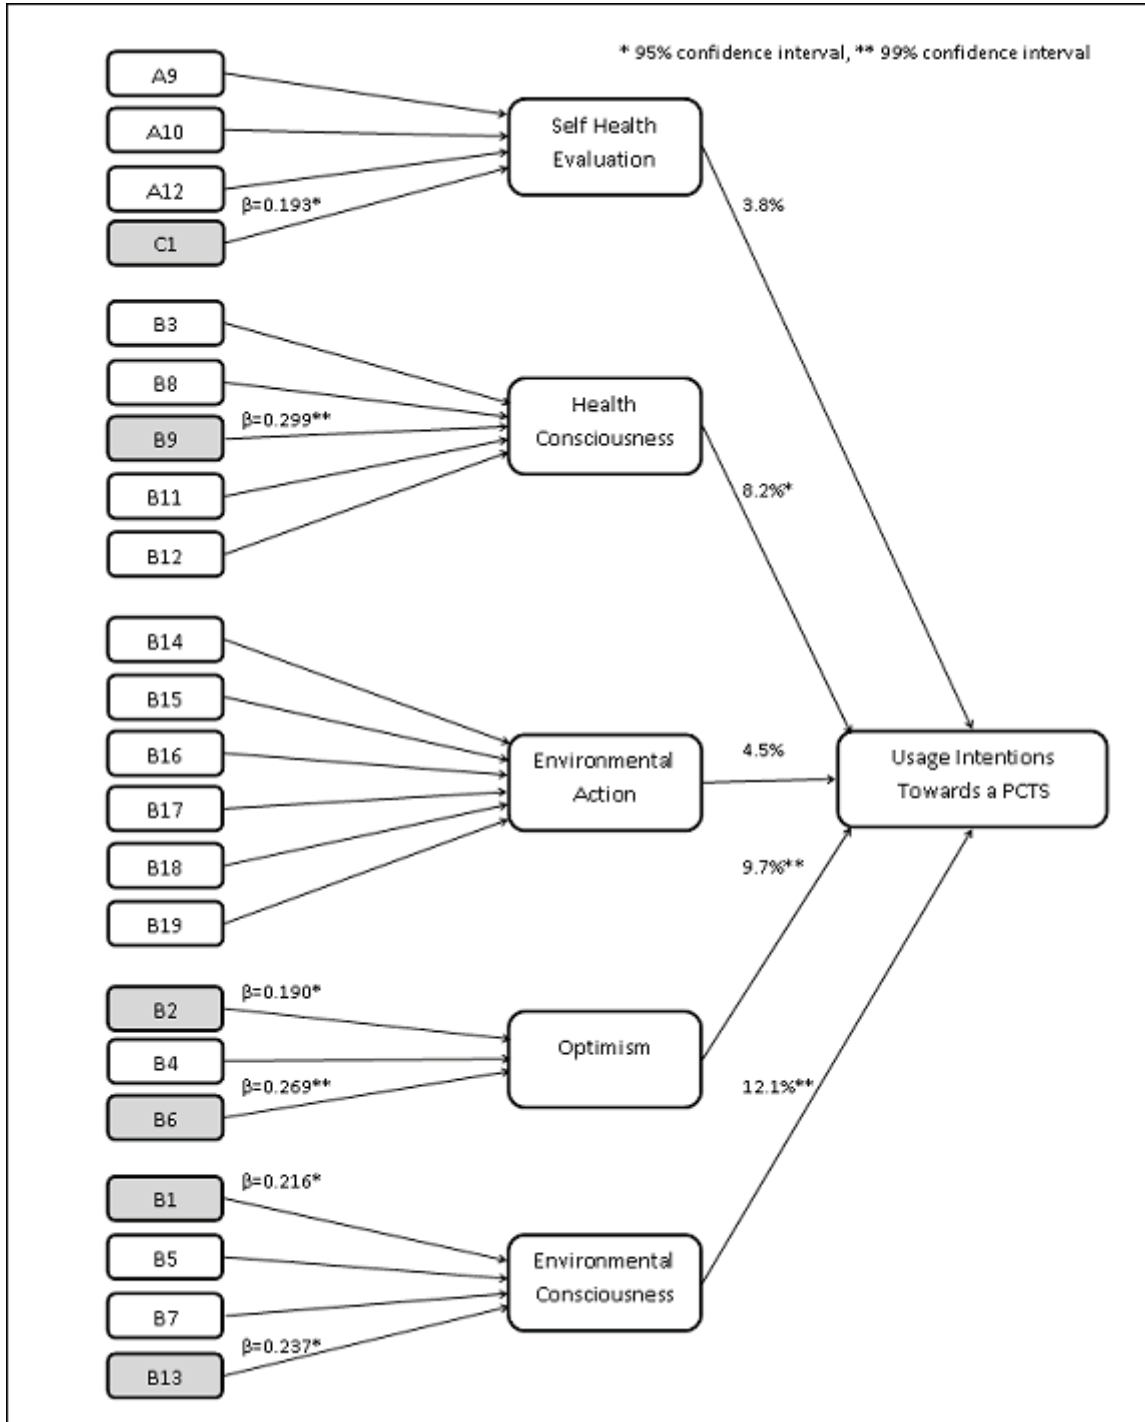 * 95% confidence interval, ** 99% confidence interval
A9
A10
A12
β=0.193*
C1
Self Health
Evaluation
3.8%
B3
B8
β=0.299**
B9
B11
B12
Health
Consciousness
8.2%*
B14
B15
B16
B17
B18
B19
Environmental
Action
4.5%
Usage Intentions
Towards a PCTS
9.7%**
B2
β=0.190*
B4
β=0.269**
B6
Optimism
12.1%**
B1
β=0.216*
B5
B7
β=0.237*
B13
Environmental
Consciousness